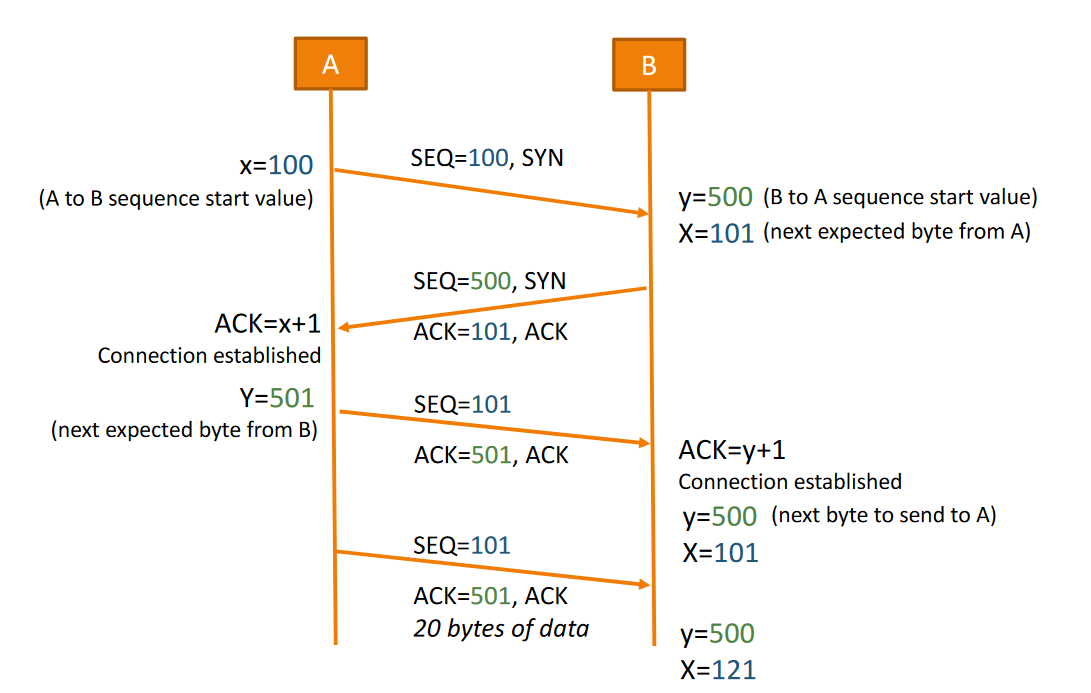 A
B
x=100
(A to B sequence start value)
SEQ=100, SYN
y=500 (B to A sequence start value)
X=101 (next expected byte from A)
SEQ=500, SYN
ACK=101, ACK
ACK=x+1
Connection established
Y=501
(next expected byte from B)
SEQ=101
ACK=501, ACK
ACK=y+1
Connection established
y=500 (next byte to send to A)
X=101
SEQ=101
ACK=501, ACK
20 bytes of data
y=500
X=121